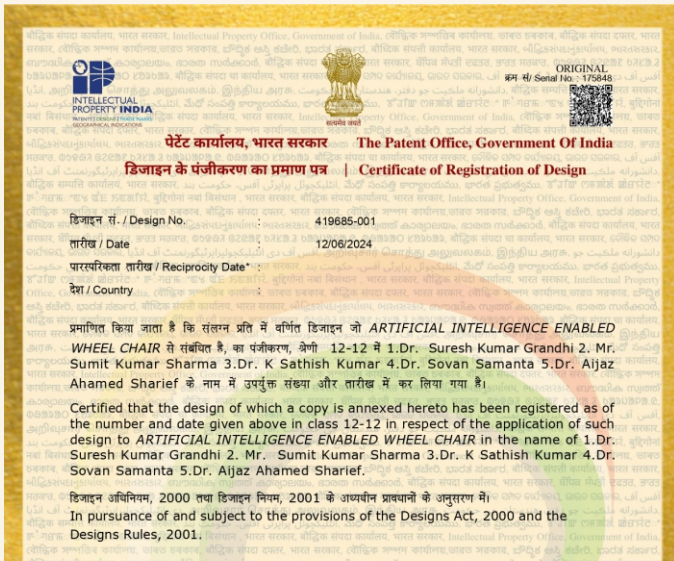 ORIGINAL
क्रम सं/ Serial No. : 175848
INTELLECTUAL
PROPERTY INDIA
PATENTS | DESIGNS | TRADE MARKS
GEOGRAPHICAL INDICATIONS
सत्यमेव जयते
पेटेंट कार्यालय, भारत सरकार The Patent Office, Government Of India
डिजाइन के पंजीकरण का प्रमाण पत्र | Certificate of Registration of Design
डिजाइन सं. / Design No. : 419685-001
तारीख / Date : 12/06/2024
पारस्परिकता तारीख / Reciprocity Date* :
देश / Country :
प्रमाणित किया जाता है कि संलग्न प्रति में वर्णित डिजाइन जो ARTIFICIAL INTELLIGENCE ENABLED
WHEEL CHAIR से संबंधित है, का पंजीकरण, श्रेणी 12-12 में 1.Dr. Suresh Kumar Grandhi 2. Mr.
Sumit Kumar Sharma 3.Dr. K Sathish Kumar 4.Dr. Sovan Samanta 5.Dr. Aijaz
Ahamed Sharief के नाम में उपर्युक्त संख्या और तारीख में कर लिया गया है।
Certified that the design of which a copy is annexed hereto has been registered as of
the number and date given above in class 12-12 in respect of the application of such
design to ARTIFICIAL INTELLIGENCE ENABLED WHEEL CHAIR in the name of 1.Dr.
Suresh Kumar Grandhi 2. Mr. Sumit Kumar Sharma 3.Dr. K Sathish Kumar 4.Dr.
Sovan Samanta 5.Dr. Aijaz Ahamed Sharief.
डिजाइन अधिनियम, 2000 तथा डिजाइन नियम, 2001 के अध्यधीन प्रावधानों के अनुसरण में।
In pursuance of and subject to the provisions of the Designs Act, 2000 and the
Designs Rules, 2001.